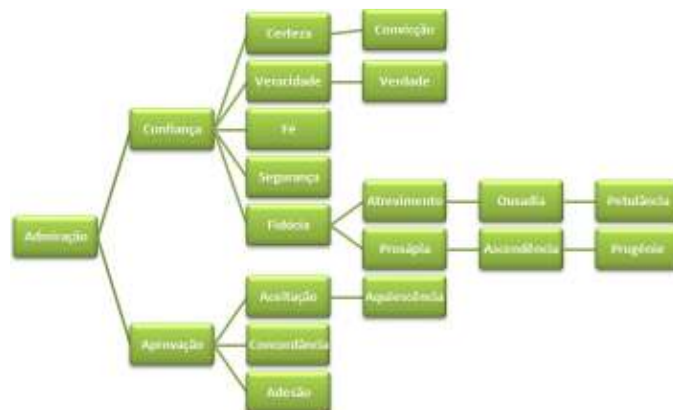 Certeza
Convicção
Veracidade
Verdade
Confiança
Fé
Segurança
Atrevimento
Ousadia
Petulância
Fidúcia
Admiração
Prosápia
Ascendência
Progênie
Aceitação
Aquiescência
Aprovação
Concordância
Adesão